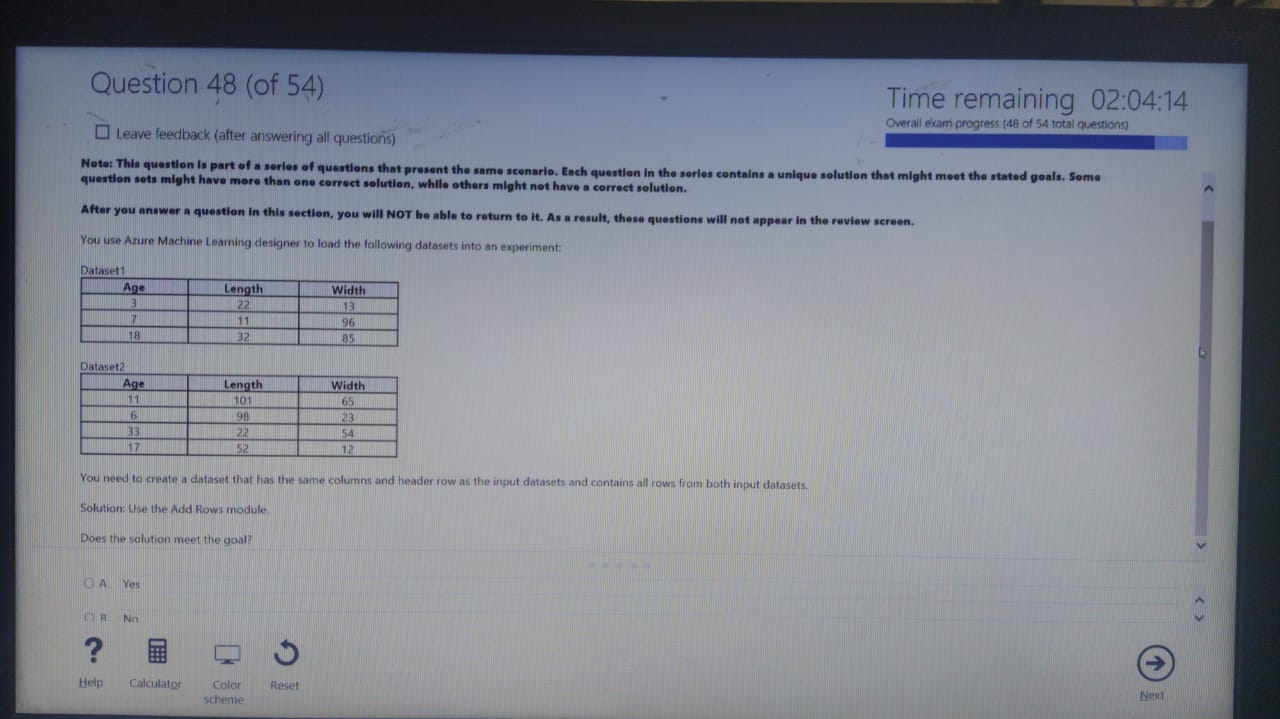 Question 48 (of 54)
Time remaining 02:04:14
Leave feedback (after answering all questions)
Overall exam progress (48 of 54 total questions)
Note: This question is part of a series of questions that present the same scenario. Each question in the series contains a unique solution that might meet the stated goals. Some
question sets might have more than one correct solution, while others might not have a correct solution.
After you answer a question in this section, you will NOT be able to return to it. As a result, these questions will not appear in the review screen.
You use Azure Machine Learning designer to load the following datasets into an experiment:
Dataset1
Age Length Width
3 22 13
7 11 96
18 32 85
Dataset2
Age Length Width
11 101 65
6 98 23
33 22 54
17 52 12
You need to create a dataset that has the same columns and header row as the input datasets and contains all rows from both input datasets.
Solution: Use the Add Rows module.
Does the solution meet the goal?
A. Yes
B. No
?
Help
Calculator
Color
scheme
Reset
Next